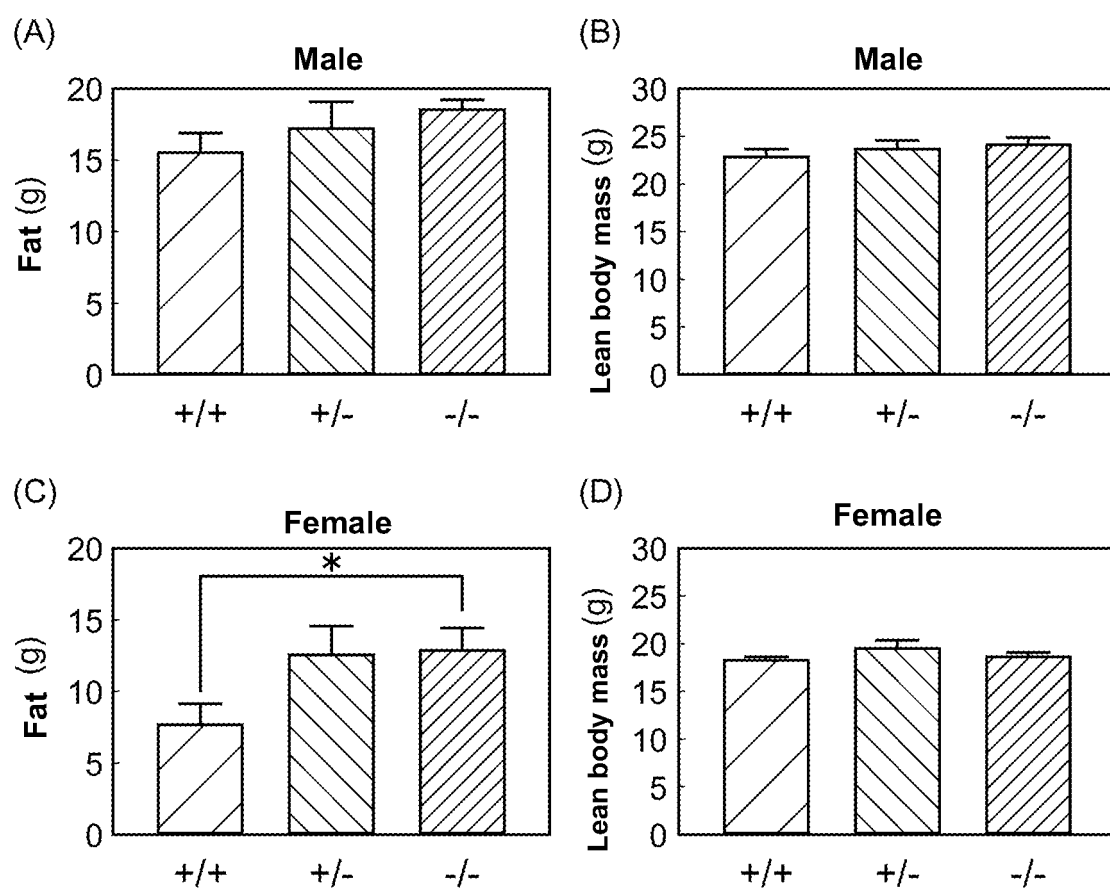 (A)
Male
Fat (g)
20
15
10
5
0
+/+ +/- -/-
(B)
Male
Lean body mass (g)
30
25
20
15
10
5
0
+/+ +/- -/-
(C)
Female
Fat (g)
20
15
10
5
0
*
+/+ +/- -/-
(D)
Female
Lean body mass (g)
30
25
20
15
10
5
0
+/+ +/- -/-